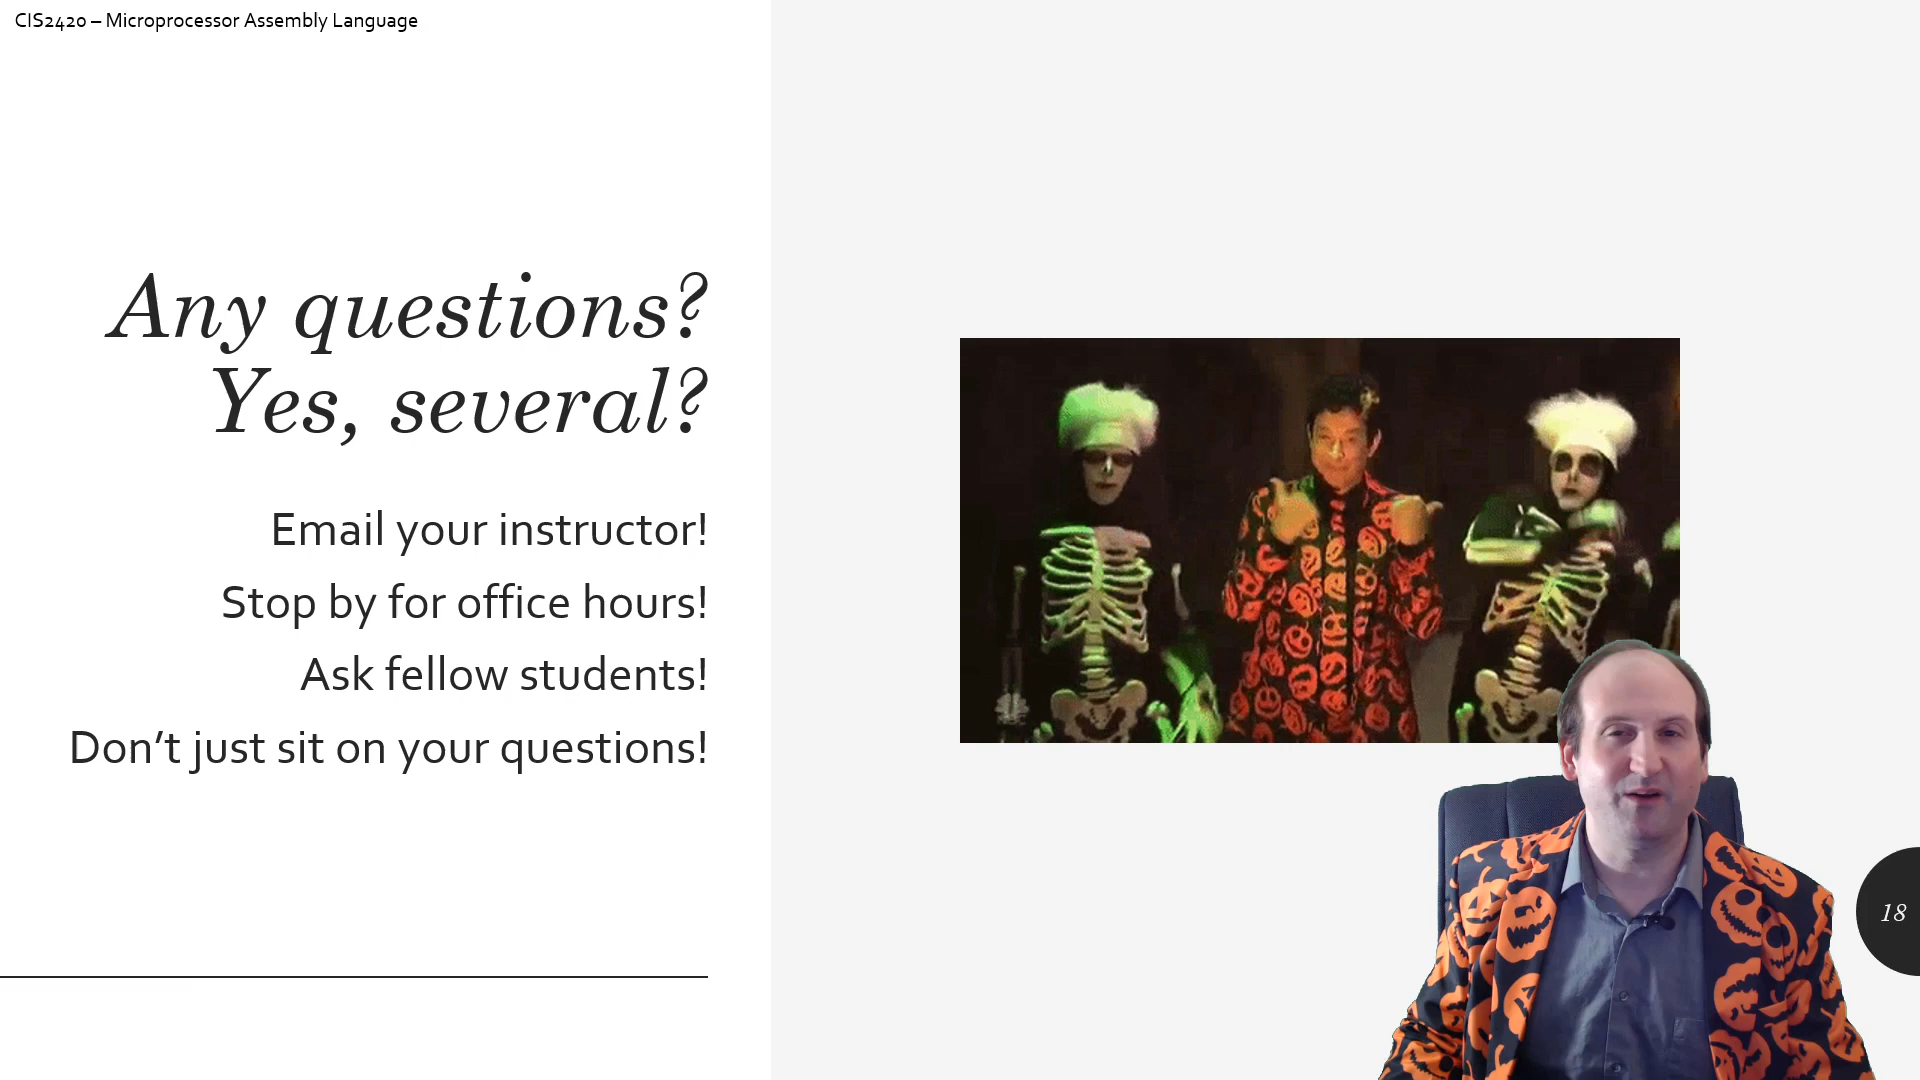 CIS2420 – Microprocessor Assembly Language
Any questions?
Yes, several?
Email your instructor!
Stop by for office hours!
Ask fellow students!
Don’t just sit on your questions!
18